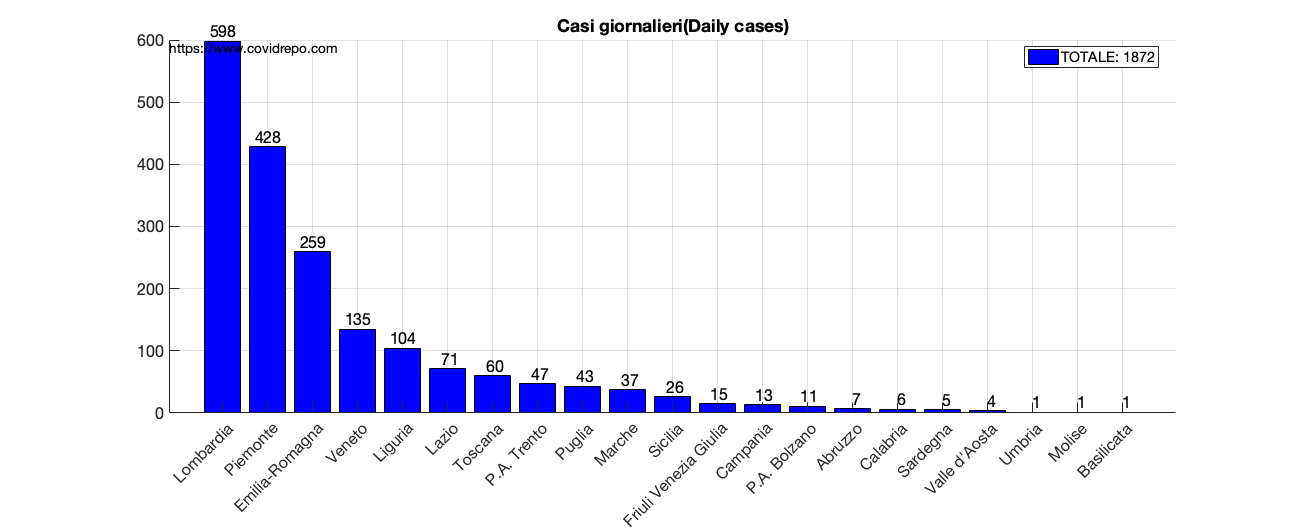 Casi giornalieri(Daily cases)
https://www.covidrepo.com
TOTALE: 1872
600
500
400
300
200
100
0
598
428
259
135
104
71
60
47
43
37
26
15
13
11
7
6
5
4
1
1
1
Lombardia
Piemonte
Emilia-Romagna
Veneto
Liguria
Lazio
Toscana
P.A. Trento
Puglia
Marche
Sicilia
Friuli Venezia Giulia
Campania
P.A. Bolzano
Abruzzo
Calabria
Sardegna
Valle d'Aosta
Umbria
Molise
Basilicata